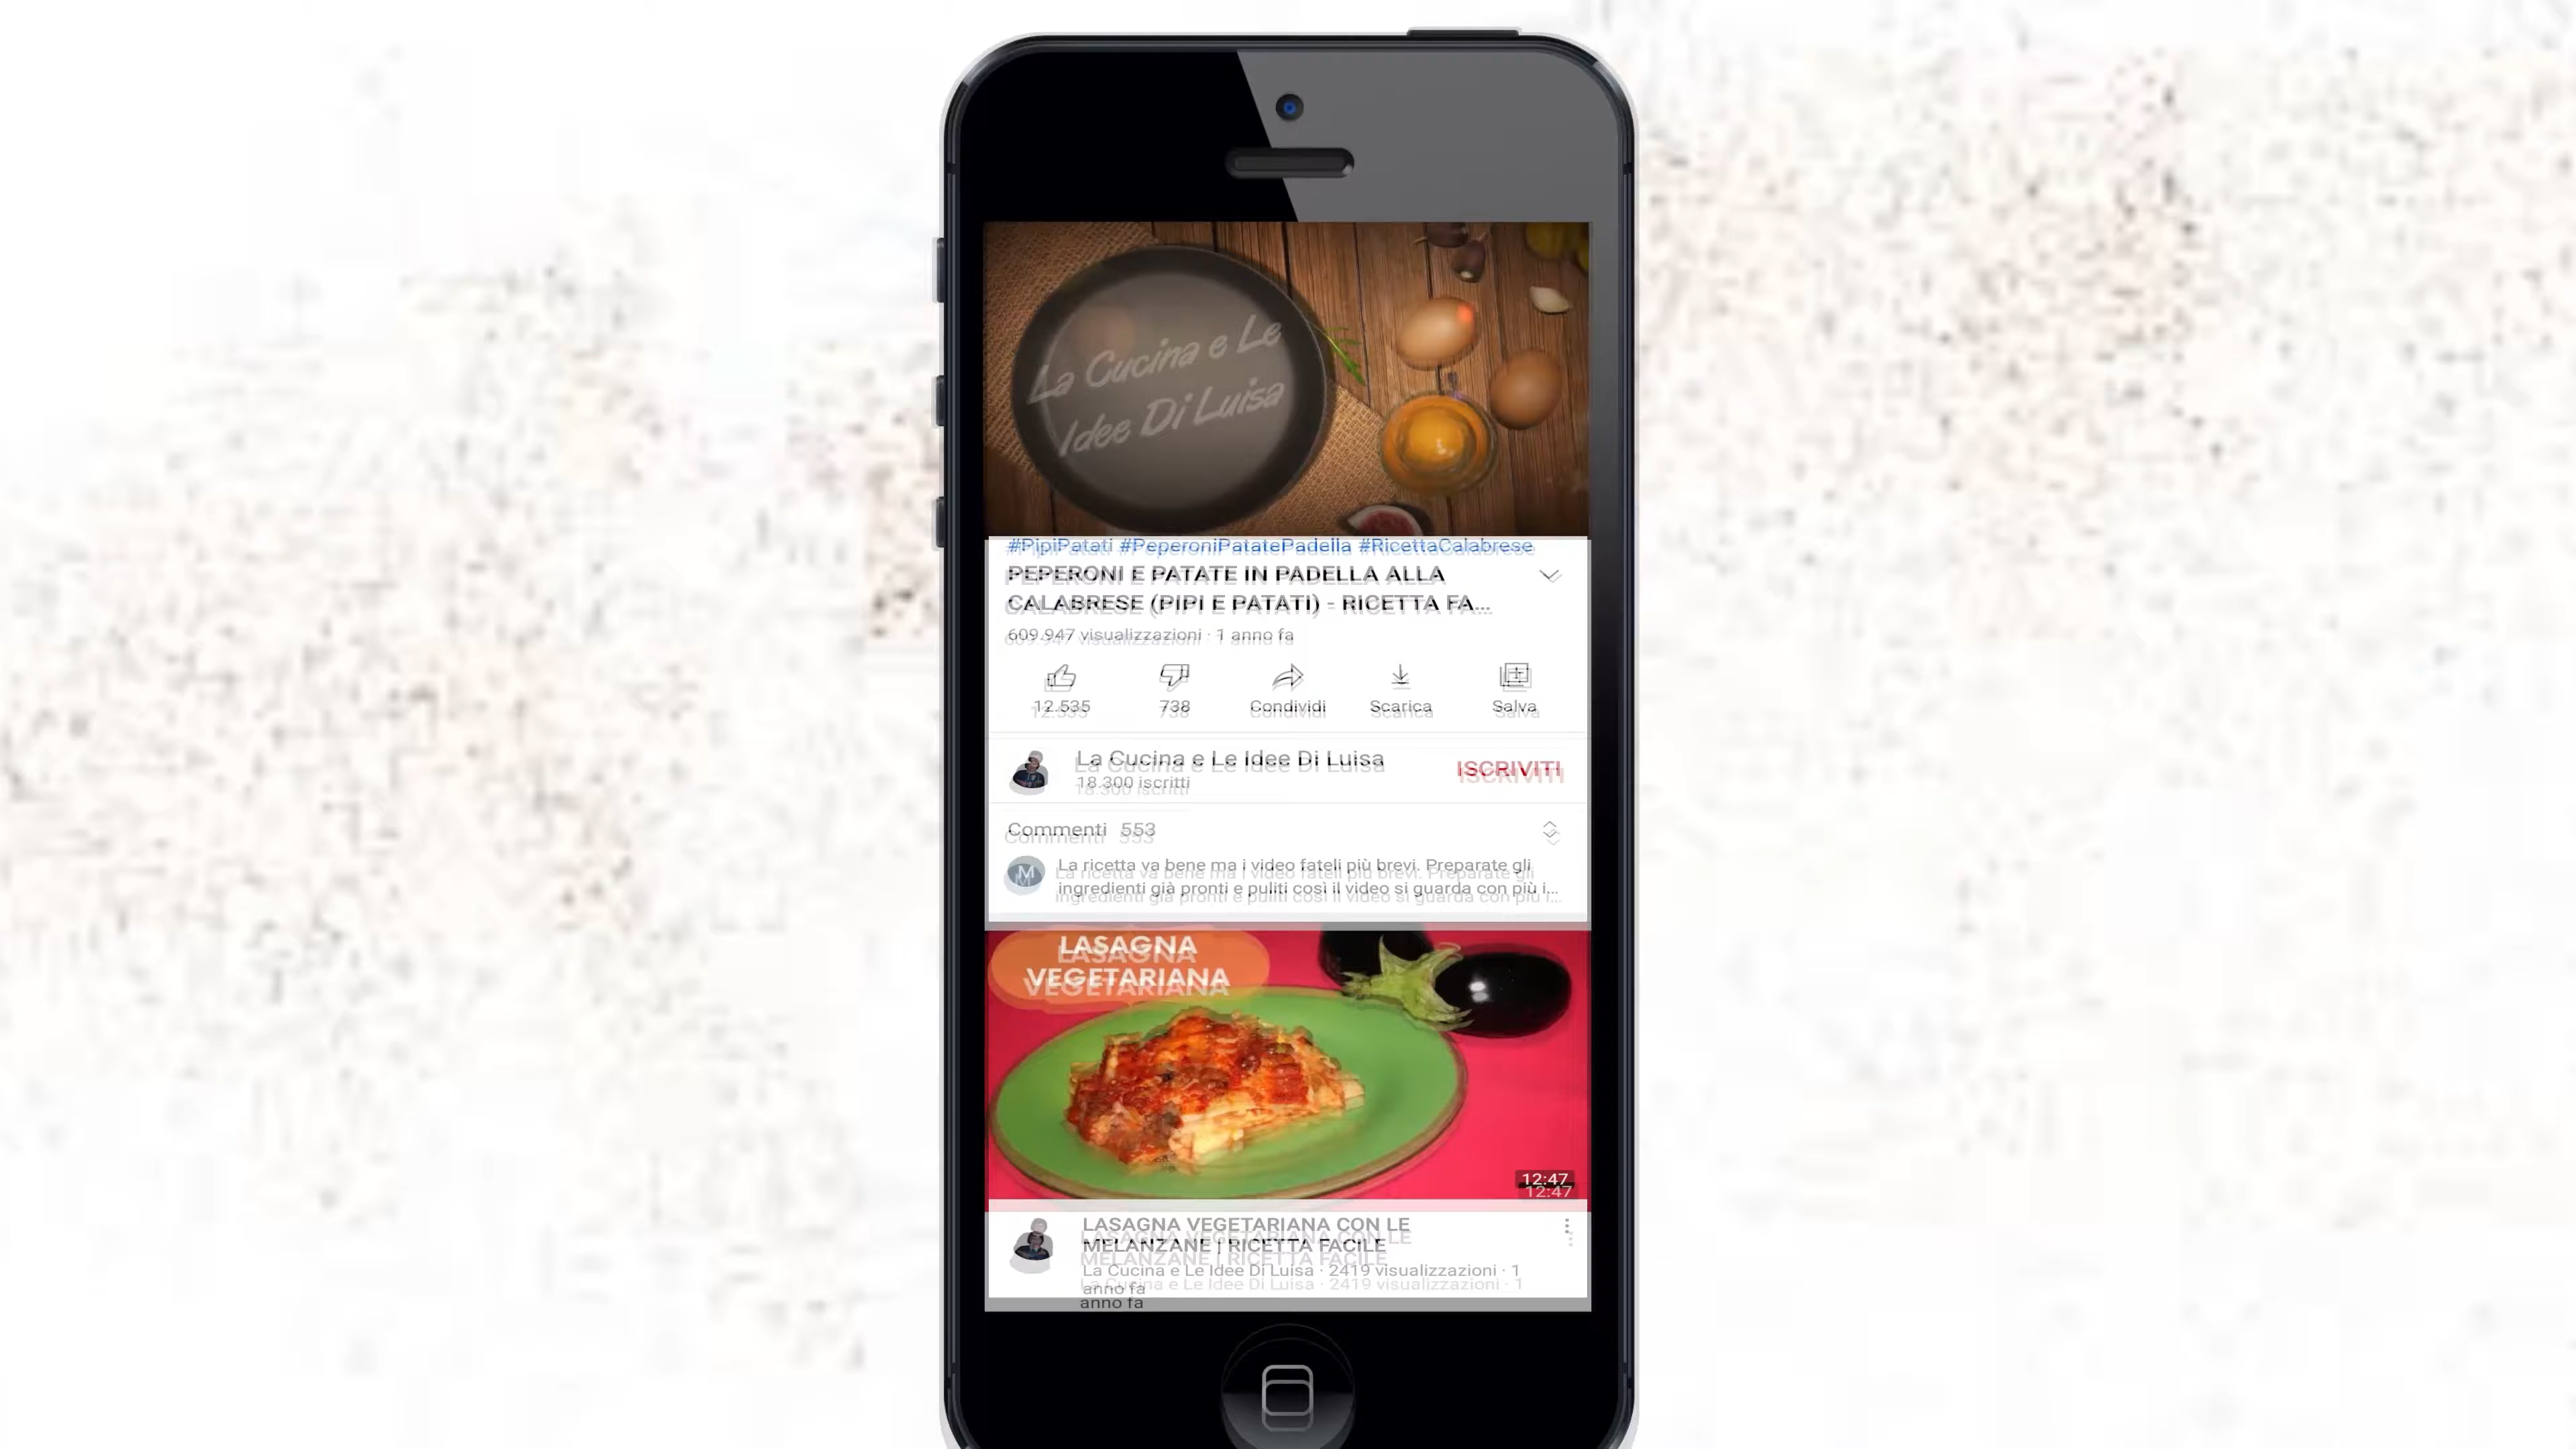 La Cucina e Le
Idee Di Luisa
#PipiPatati #PeperoniPatatePadella #RicettaCalabrese
PEPERONI E PATATE IN PADELLA ALLA
CALABRESE (PIPI E PATATI) - RICETTA FA...
609.947 visualizzazioni · 1 anno fa
12.535 738 Condividi Scarica Salva
La Cucina e Le Idee Di Luisa
18.300 iscritti
ISCRIVITI
Commenti 553
M
La ricetta va bene ma i video fateli più brevi. Preparate gli
ingredienti già pronti e puliti così il video si guarda con più i...
LASAGNA
VEGETARIANA
12:47
LASAGNA VEGETARIANA CON LE
MELANZANE | RICETTA FACILE
La Cucina e Le Idee Di Luisa · 2419 visualizzazioni · 1
anno fa